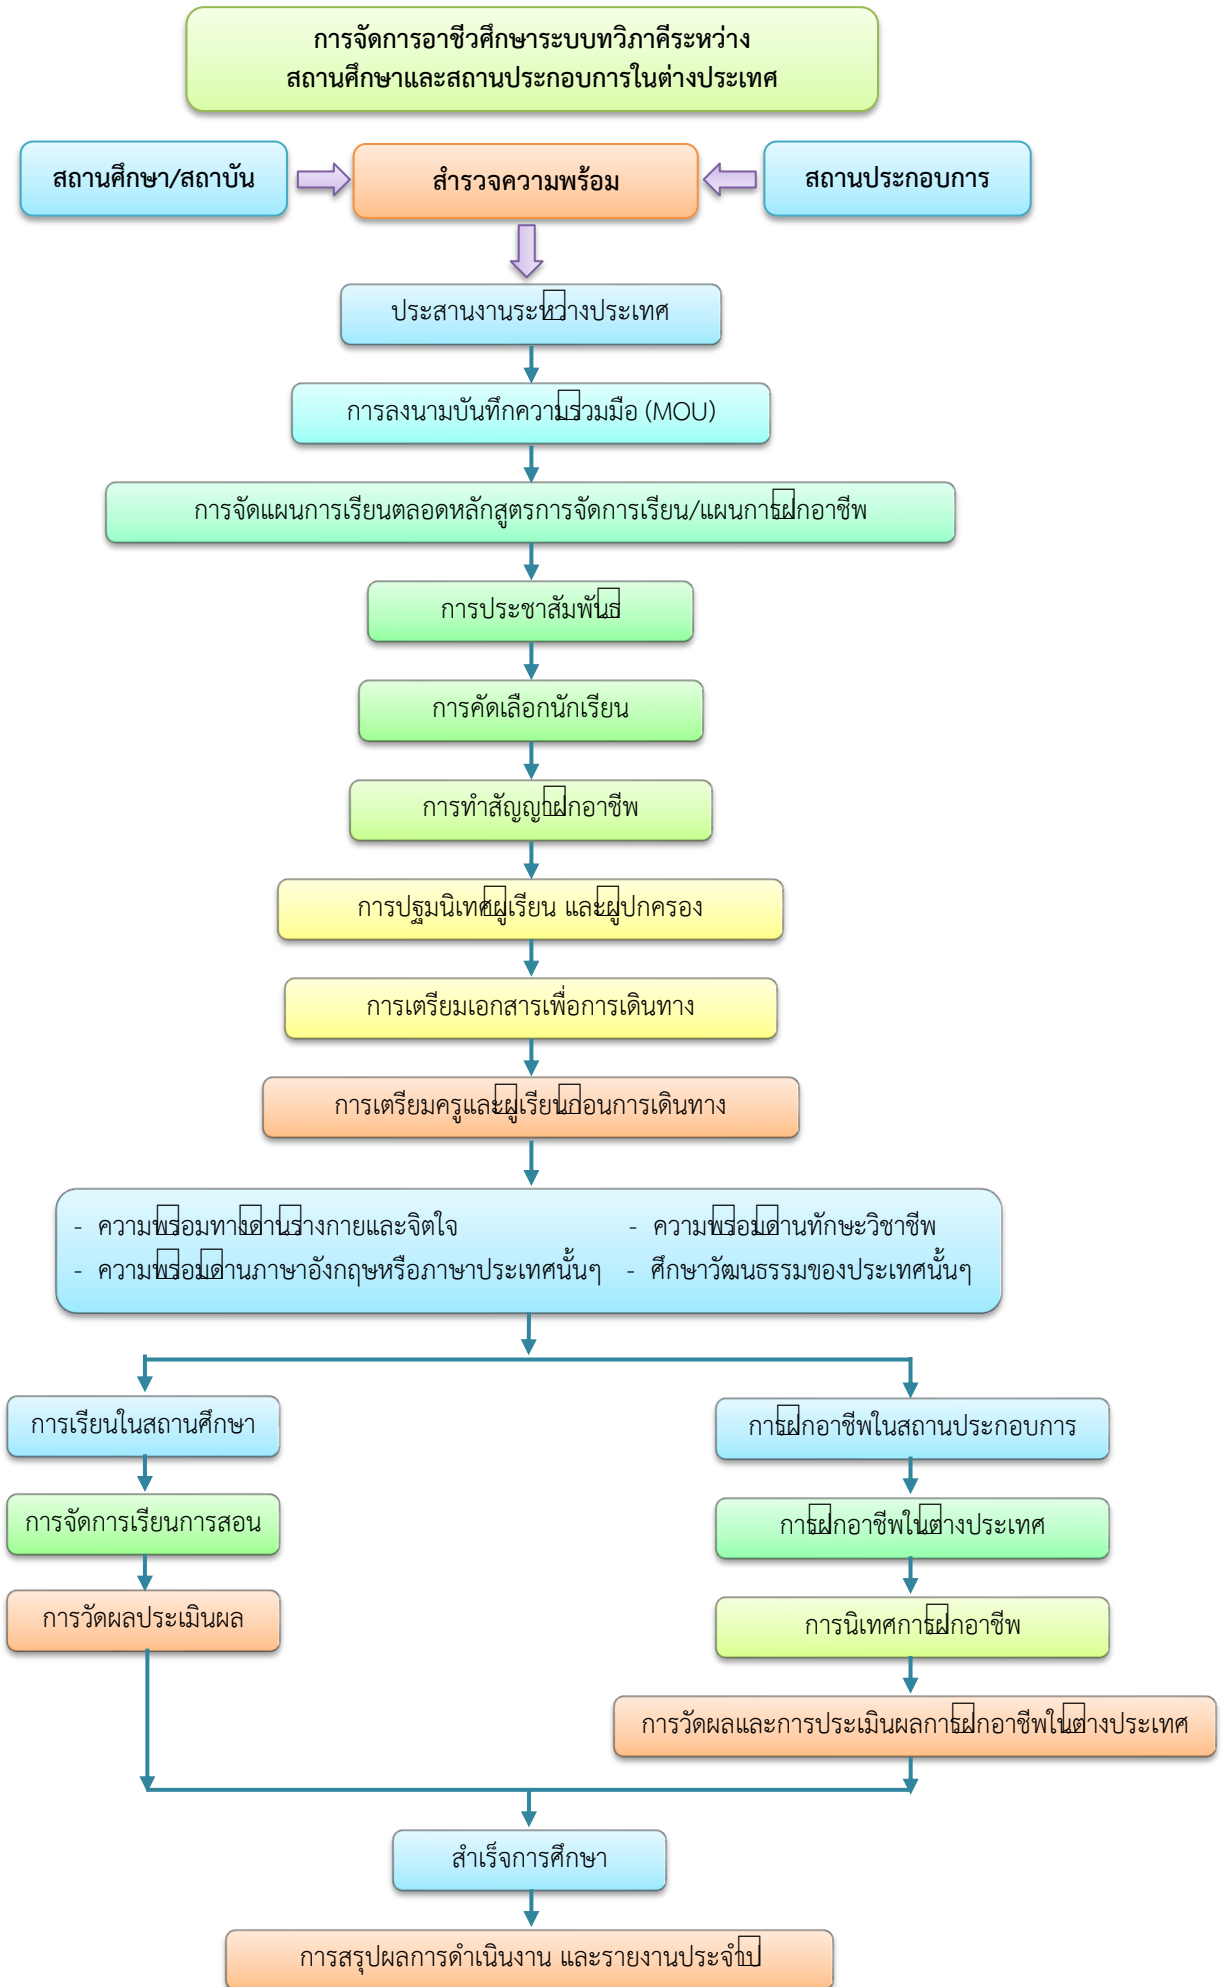 การจัดการอาชีวศึกษาระบบทวิภาคีระหว่าง
สถานศึกษาและสถานประกอบการในต่างประเทศ
สถานศึกษา/สถาบัน
สำรวจความพร้อม
สถานประกอบการ
ประสานงานระหว่างประเทศ
การลงนามบันทึกความร่วมมือ (MOU)
การจัดแผนการเรียนตลอดหลักสูตรการจัดการเรียน/แผนการฝึกอาชีพ
การประชาสัมพันธ์
การคัดเลือกนักเรียน
การทำสัญญาฝึกอาชีพ
การปฐมนิเทศผู้เรียน และผู้ปกครอง
การเตรียมเอกสารเพื่อการเดินทาง
การเตรียมครูและผู้เรียนก่อนการเดินทาง
- ความพร้อมทางด้านร่างกายและจิตใจ - ความพร้อมด้านทักษะวิชาชีพ
- ความพร้อมด้านภาษาอังกฤษหรือภาษาประเทศนั้นๆ - ศึกษาวัฒนธรรมของประเทศนั้นๆ
การเรียนในสถานศึกษา
การฝึกอาชีพในสถานประกอบการ
การจัดการเรียนการสอน
การฝึกอาชีพในต่างประเทศ
การวัดผลประเมินผล
การนิเทศการฝึกอาชีพ
การวัดผลและการประเมินผลการฝึกอาชีพในต่างประเทศ
สำเร็จการศึกษา
การสรุปผลการดำเนินงาน และรายงานประจำปี